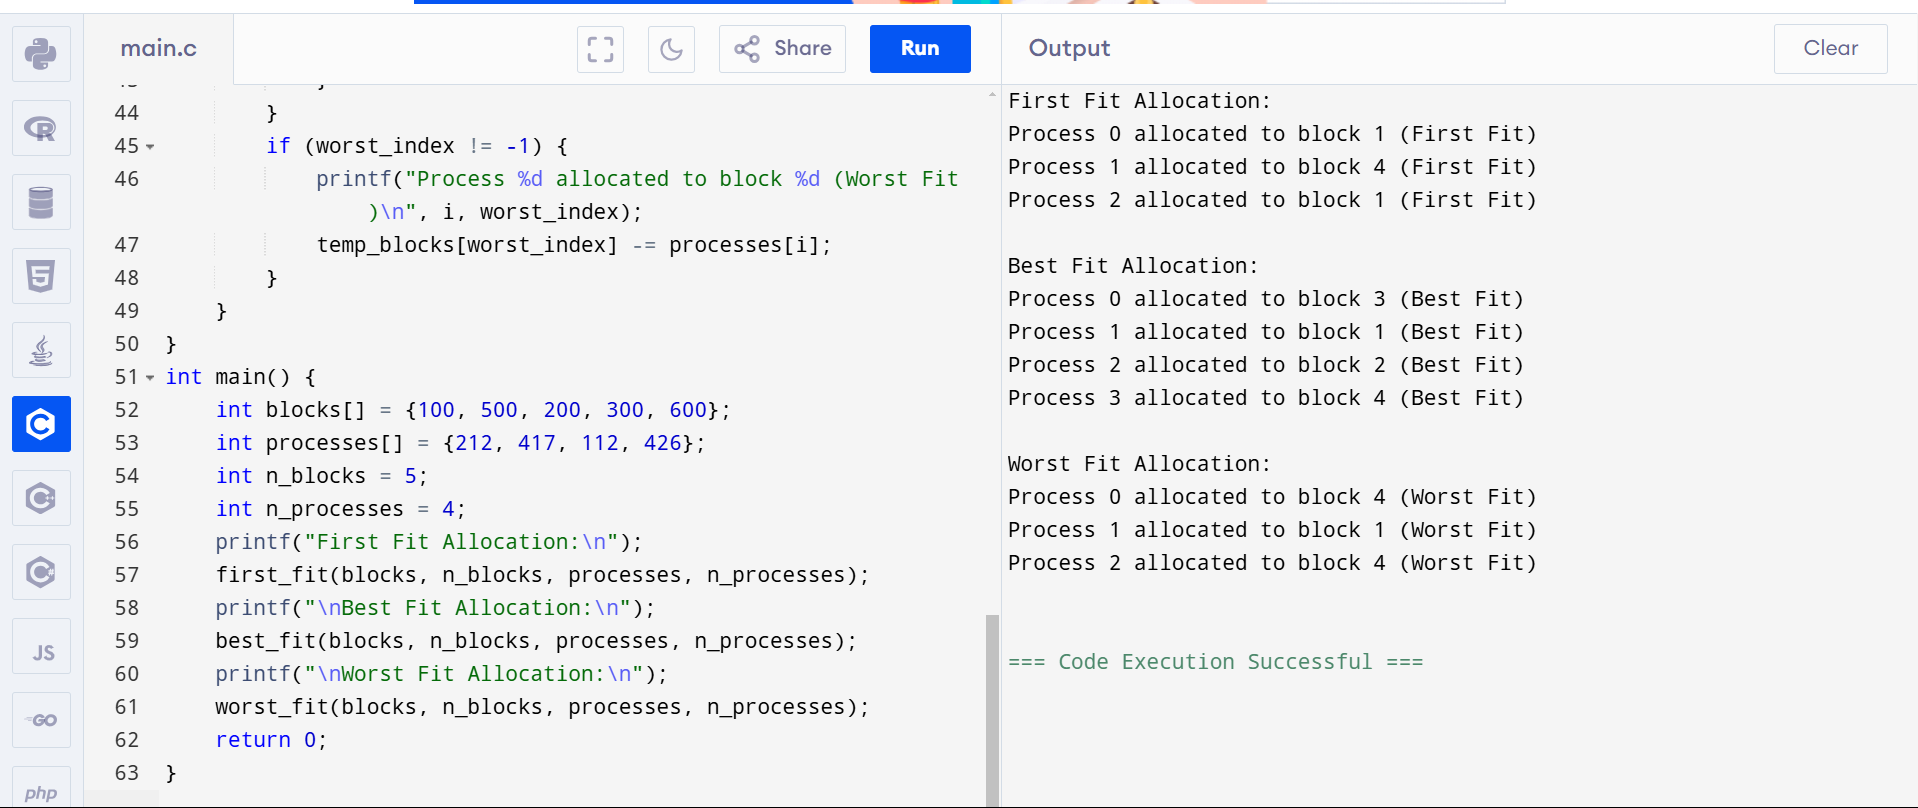 main.c
Share
Run
Output
Clear
44 }
45 if (worst_index != -1) {
46 printf("Process %d allocated to block %d (Worst Fit
)\n", i, worst_index);
47 temp_blocks[worst_index] -= processes[i];
48 }
49 }
50 }
51 int main() {
52 int blocks[] = {100, 500, 200, 300, 600};
53 int processes[] = {212, 417, 112, 426};
54 int n_blocks = 5;
55 int n_processes = 4;
56 printf("First Fit Allocation:\n");
57 first_fit(blocks, n_blocks, processes, n_processes);
58 printf("\nBest Fit Allocation:\n");
59 best_fit(blocks, n_blocks, processes, n_processes);
60 printf("\nWorst Fit Allocation:\n");
61 worst_fit(blocks, n_blocks, processes, n_processes);
62 return 0;
63 }
First Fit Allocation:
Process 0 allocated to block 1 (First Fit)
Process 1 allocated to block 4 (First Fit)
Process 2 allocated to block 1 (First Fit)
Best Fit Allocation:
Process 0 allocated to block 3 (Best Fit)
Process 1 allocated to block 1 (Best Fit)
Process 2 allocated to block 2 (Best Fit)
Process 3 allocated to block 4 (Best Fit)
Worst Fit Allocation:
Process 0 allocated to block 4 (Worst Fit)
Process 1 allocated to block 1 (Worst Fit)
Process 2 allocated to block 4 (Worst Fit)
=== Code Execution Successful ===
R
5
C
C
C#
JS
GO
php